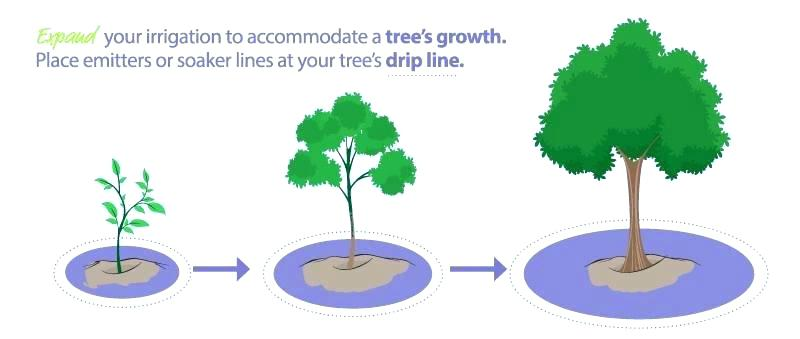 Expand your irrigation to accommodate a tree's growth.
Place emitters or soaker lines at your tree's drip line.